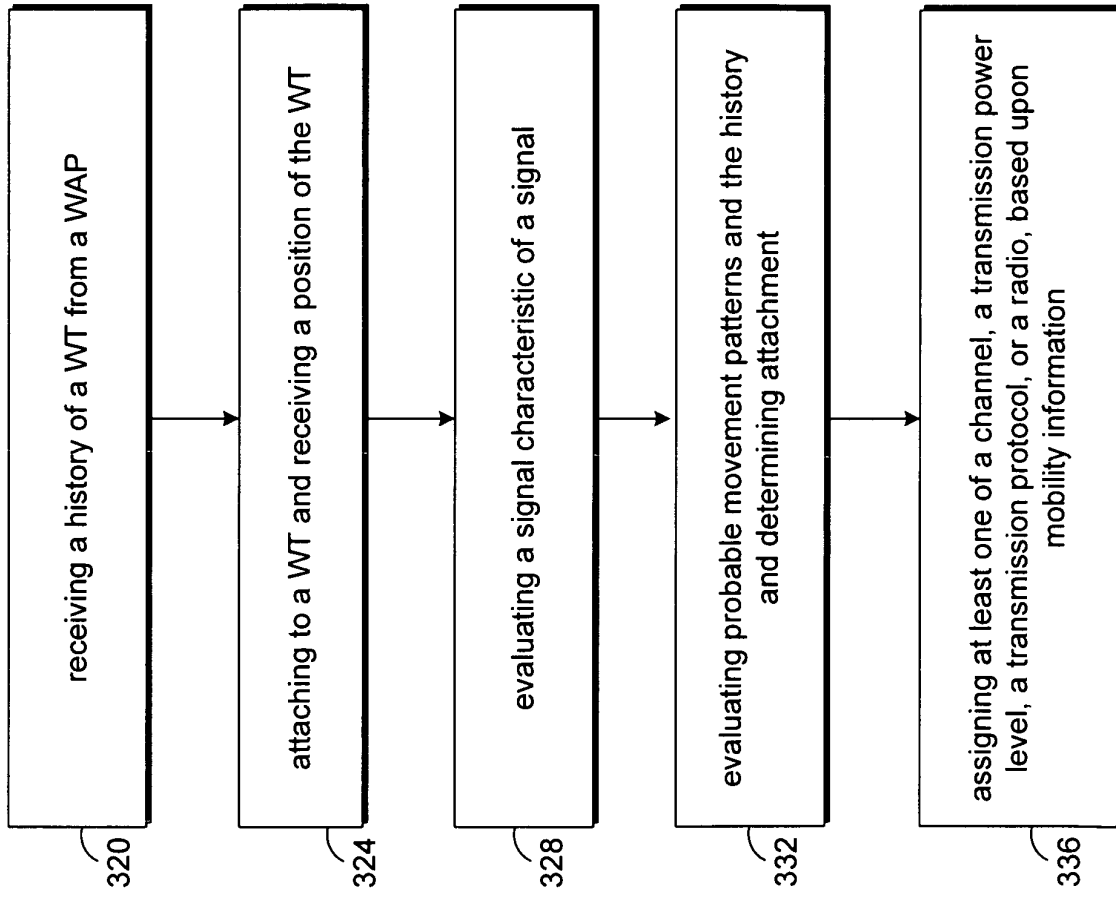 receiving a history of a WT from a WAP
320
attaching to a WT and receiving a position of the WT
324
evaluating a signal characteristic of a signal
328
evaluating probable movement patterns and the history
and determining attachment
332
assigning at least one of a channel, a transmission power
level, a transmission protocol, or a radio, based upon
mobility information
336